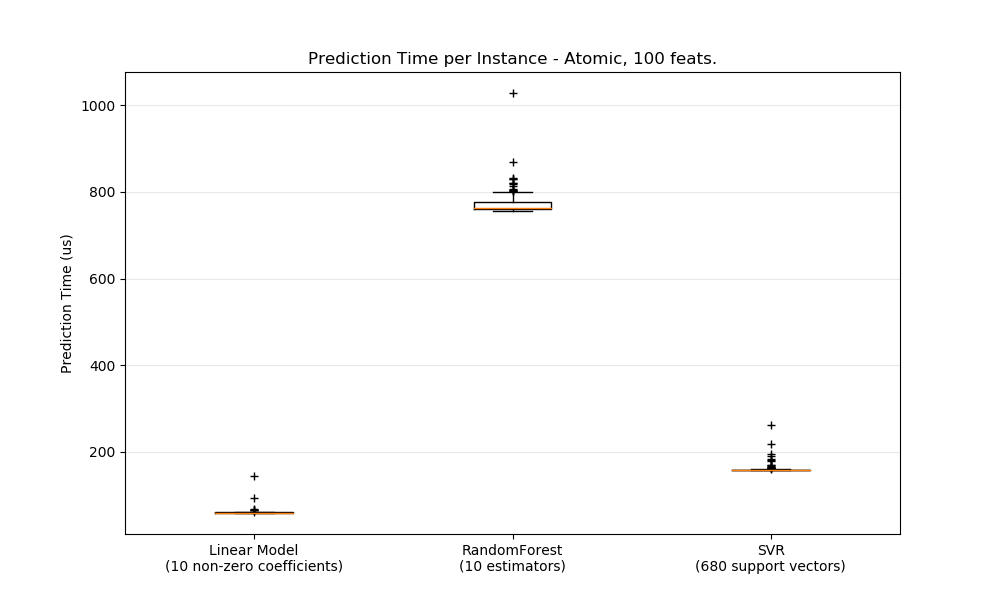 Prediction Time per Instance - Atomic, 100 feats.
1000
800
600
400
200
Prediction Time (us)
Linear Model
(10 non-zero coefficients)
RandomForest
(10 estimators)
SVR
(680 support vectors)